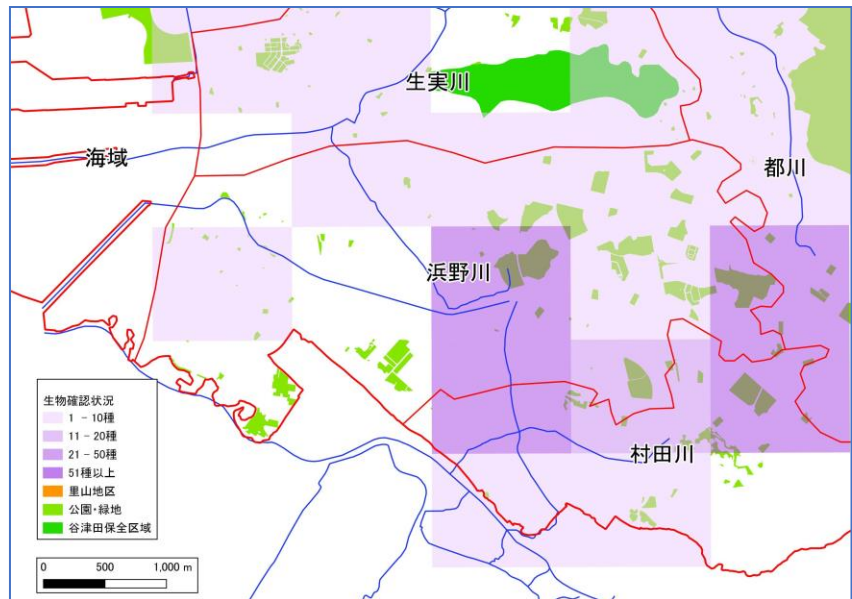 生実川
海域
都川
浜野川
村田川
生物確認状況
1 – 10種
11 – 20種
21 – 50種
51種以上
里山地区
公園・緑地
谷津田保全区域
0 500 1,000 m